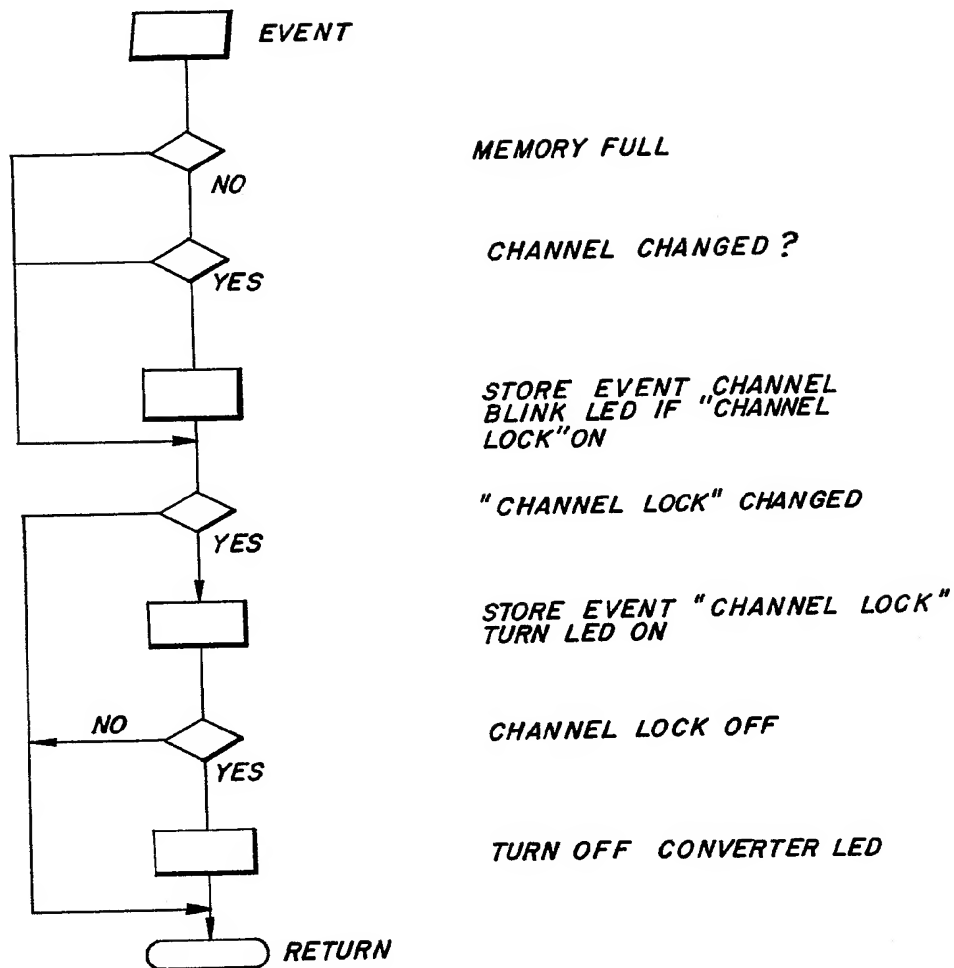 EVENT
MEMORY FULL
NO
CHANNEL CHANGED?
YES
STORE EVENT CHANNEL
BLINK LED IF "CHANNEL
LOCK" ON
"CHANNEL LOCK" CHANGED
YES
STORE EVENT "CHANNEL LOCK"
TURN LED ON
NO
CHANNEL LOCK OFF
YES
TURN OFF CONVERTER LED
RETURN